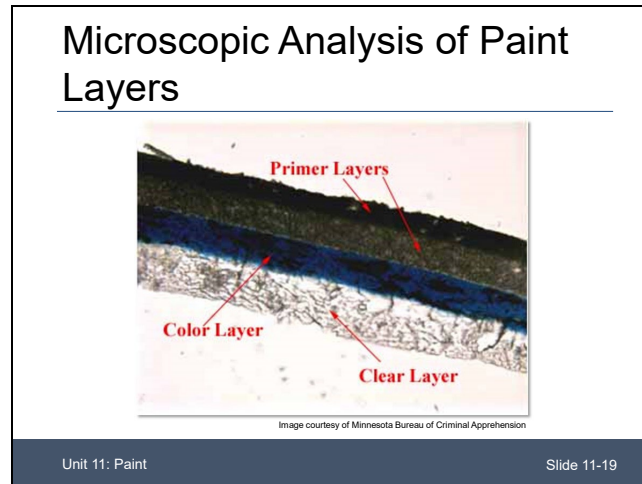 Microscopic Analysis of Paint
Layers
Primer Layers
Color Layer
Clear Layer
Image courtesy of Minnesota Bureau of Criminal Apprehension
Unit 11: Paint
Slide 11-19